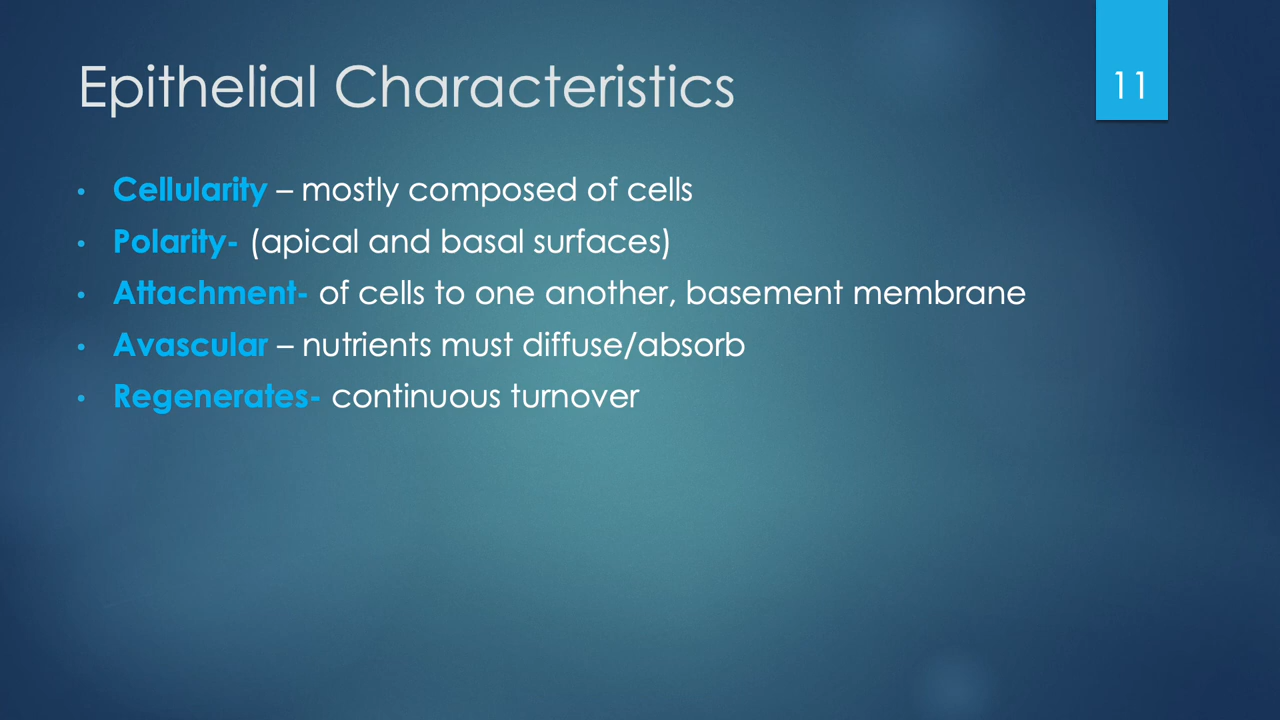 Epithelial Characteristics
11
• Cellularity – mostly composed of cells
• Polarity- (apical and basal surfaces)
• Attachment- of cells to one another, basement membrane
• Avascular – nutrients must diffuse/absorb
• Regenerates- continuous turnover